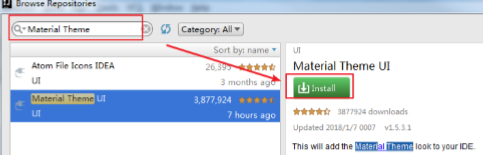 Browse Repositories
Material Theme
Category: All
Sort by: name
Atom File Icons IDEA
26,395
UI
3 months ago
Material Theme UI
3,877,924
UI
7 hours ago
UI
Material Theme UI
Install
3877924 downloads
Updated 2018/1/7 0007 v1.5.3.1
This will add the Material Theme look to your IDE.